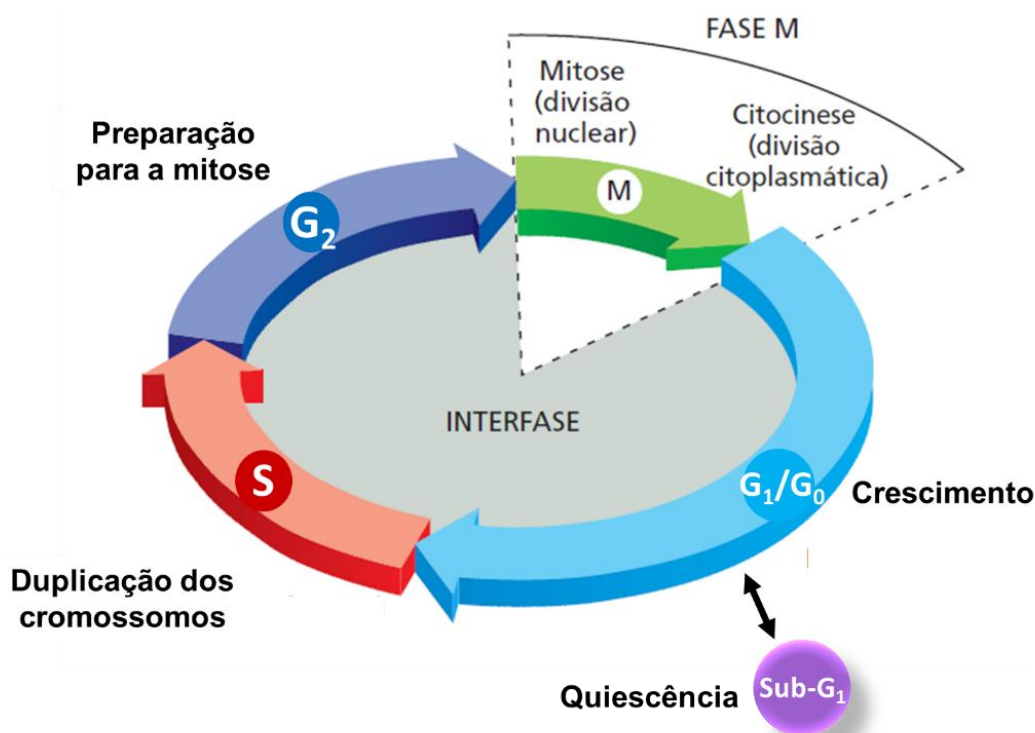 FASE M
Mitose
(divisão
nuclear)
Citocinese
(divisão
citoplasmática)
Preparação
para a mitose
G₂
M
INTERFASE
S
G₁/G₀
Crescimento
Duplicação dos
cromossomos
Quiescência
Sub-G₁